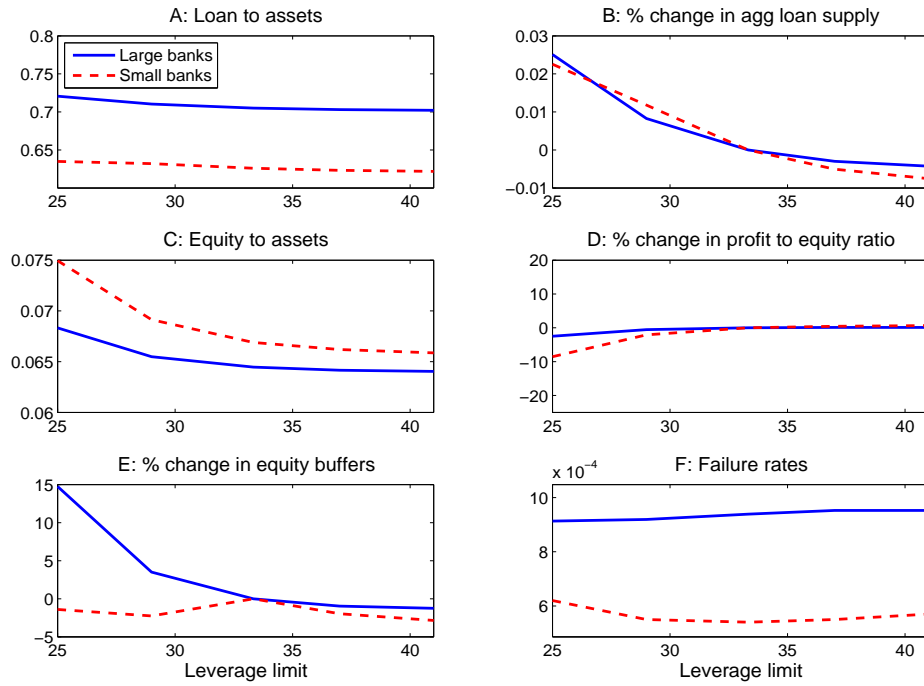 A: Loan to assets
0.8
0.75
0.7
0.65
25 30 35 40
Large banks
Small banks
B: % change in agg loan supply
0.03
0.02
0.01
0
−0.01
25 30 35 40
C: Equity to assets
0.075
0.07
0.065
0.06
25 30 35 40
D: % change in profit to equity ratio
20
10
0
−10
−20
25 30 35 40
E: % change in equity buffers
15
10
5
0
−5
25 30 35 40
Leverage limit
x 10⁻⁴
F: Failure rates
10
8
6
25 30 35 40
Leverage limit